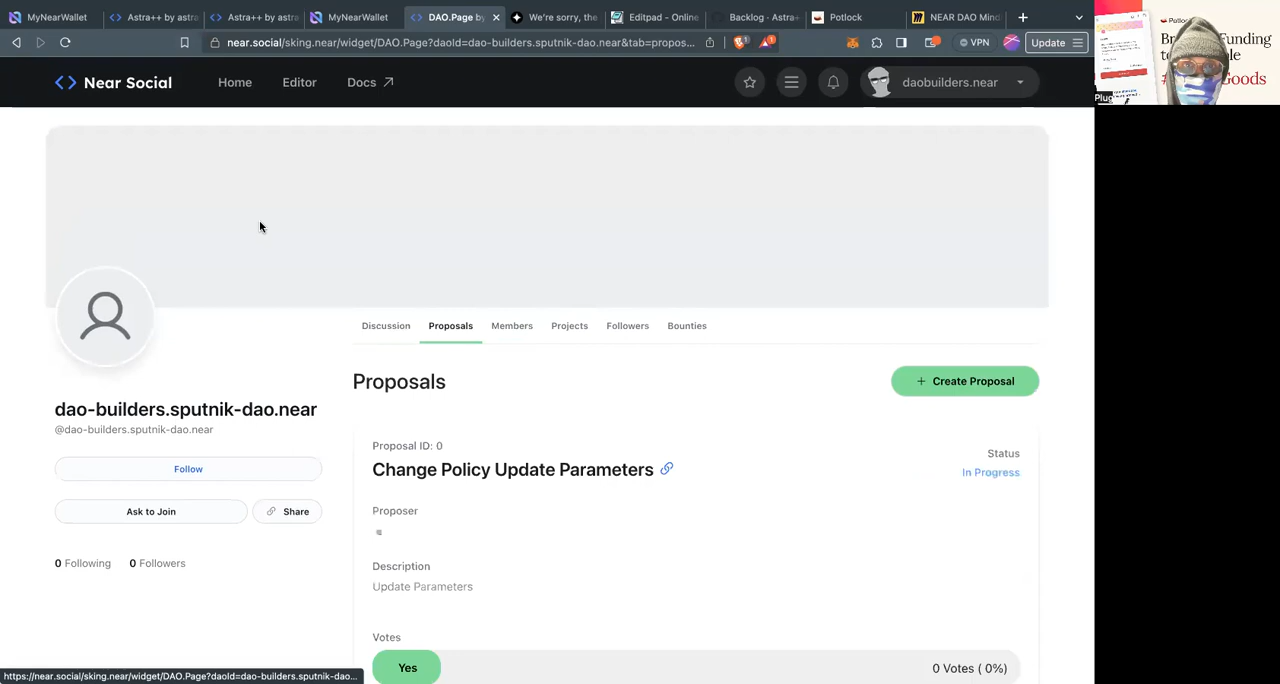 MyNearWallet
Astra++ by astra
Astra++ by astra
MyNearWallet
DAO.Page by
We're sorry, the
Editpad - Online
Backlog - Astra+
Potlock
NEAR DAO Mind
near.social/sking.near/widget/DAO.Page?daoId=dao-builders.sputnik-dao.near&tab=propos...
1
1
VPN
Update
Near Social
Home
Editor
Docs
daobuilders.near
Funding
Goods
Plug
Discussion
Proposals
Members
Projects
Followers
Bounties
Proposals
+ Create Proposal
dao-builders.sputnik-dao.near
@dao-builders.sputnik-dao.near
Follow
Ask to Join
Share
0 Following
0 Followers
Proposal ID: 0
Change Policy Update Parameters
Status
In Progress
Proposer
Description
Update Parameters
Votes
Yes
0 Votes ( 0%)
https://near.social/sking.near/widget/DAO.Page?daoId=dao-builders.sputnik-dao...